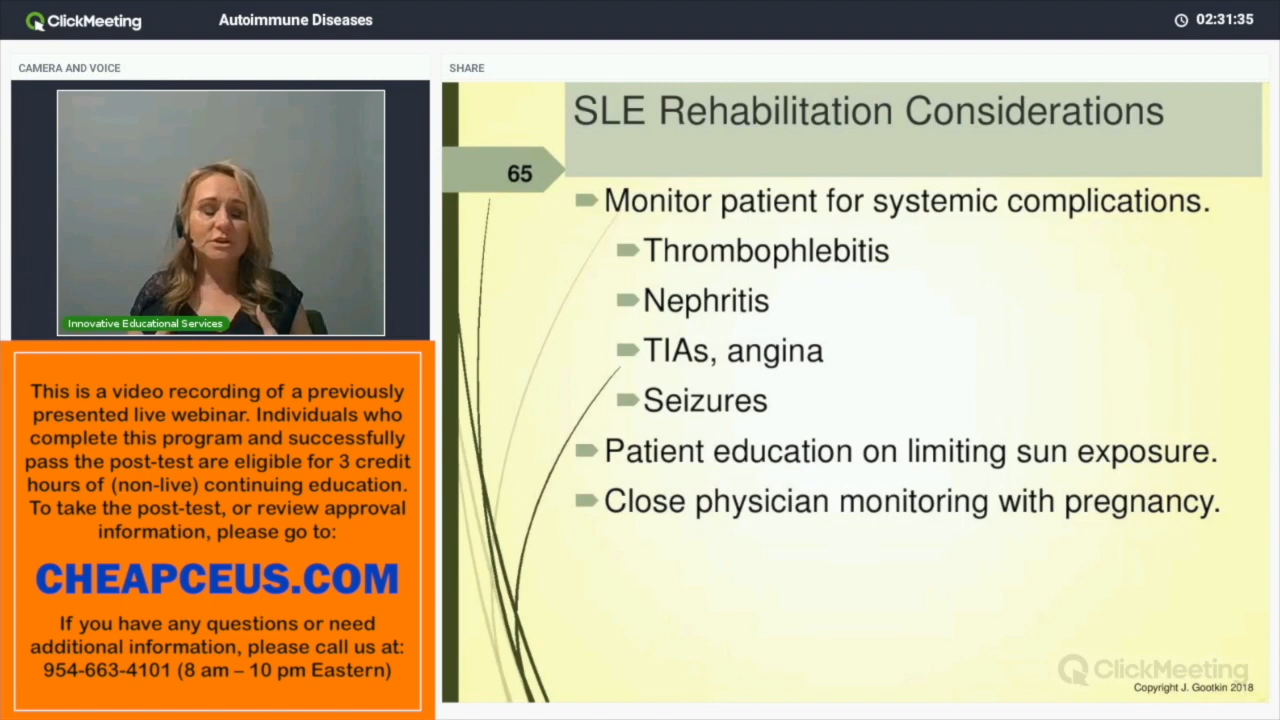 ClickMeeting
Autoimmune Diseases
02:31:35
CAMERA AND VOICE
SHARE
Innovative Educational Services
This is a video recording of a previously
presented live webinar. Individuals who
complete this program and successfully
pass the post-test are eligible for 3 credit
hours of (non-live) continuing education.
To take the post-test, or review approval
information, please go to:
CHEAPCEUS.COM
If you have any questions or need
additional information, please call us at:
954-663-4101 (8 am – 10 pm Eastern)
SLE Rehabilitation Considerations
65
Monitor patient for systemic complications.
Thrombophlebitis
Nephritis
TIAs, angina
Seizures
Patient education on limiting sun exposure.
Close physician monitoring with pregnancy.
ClickMeeting
Copyright J. Gootkin 2018